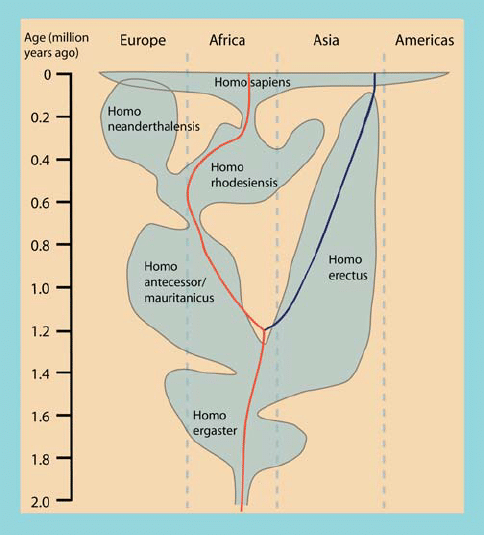 Age (million
years ago)
Europe
Africa
Asia
Americas
0
0.2
0.4
0.6
0.8
1.0
1.2
1.4
1.6
1.8
2.0
Homo sapiens
Homo
neanderthalensis
Homo
rhodesiensis
Homo
erectus
Homo
antecessor/
mauritanicus
Homo
ergaster